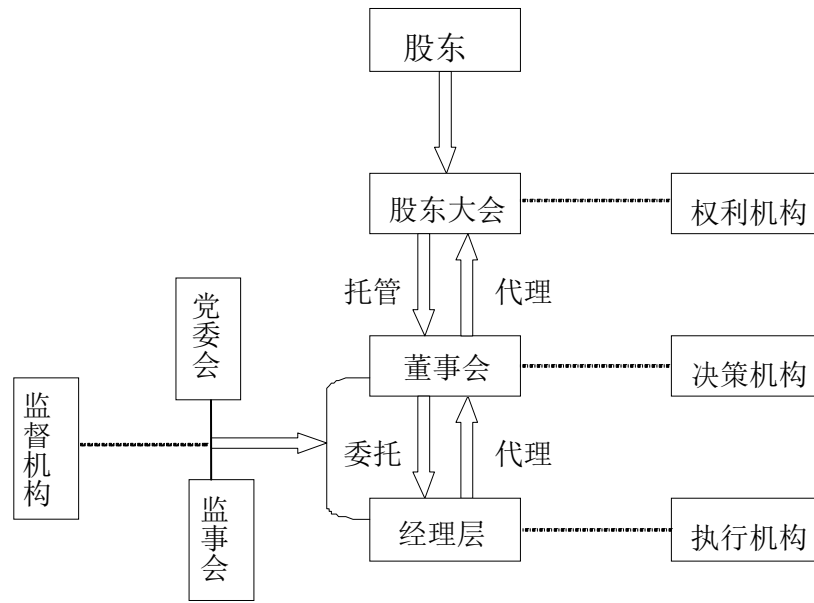 股东
股东大会
权利机构
托管
代理
党委会
董事会
决策机构
监督机构
委托
代理
监事会
经理层
执行机构